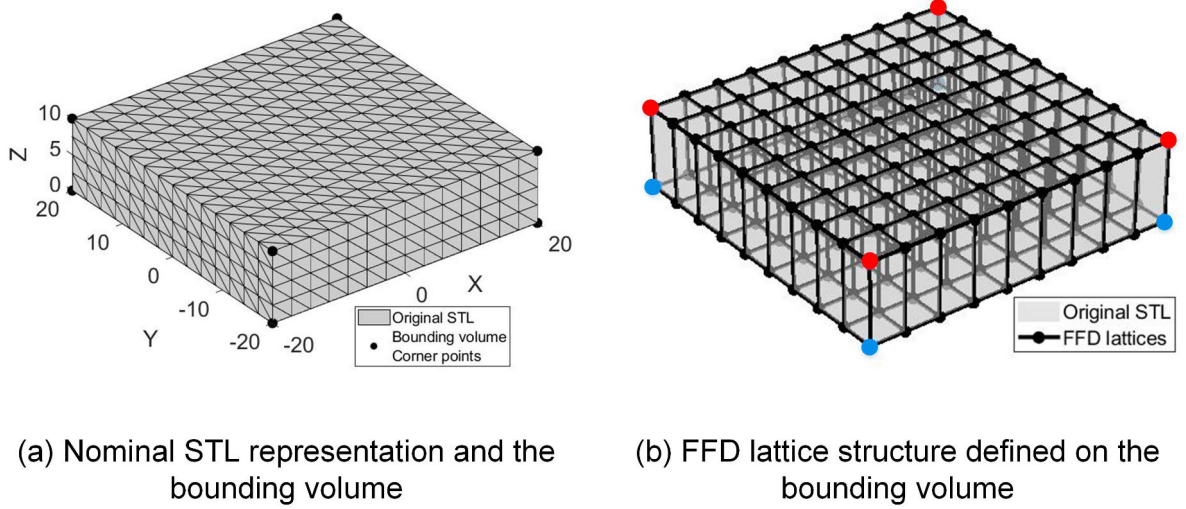 10
5
0
Z
20
10
0
-10
-20
Y
-20
0
20
X
Original STL
Bounding volume
Corner points
Original STL
FFD lattices
(a) Nominal STL representation and the
bounding volume
(b) FFD lattice structure defined on the
bounding volume